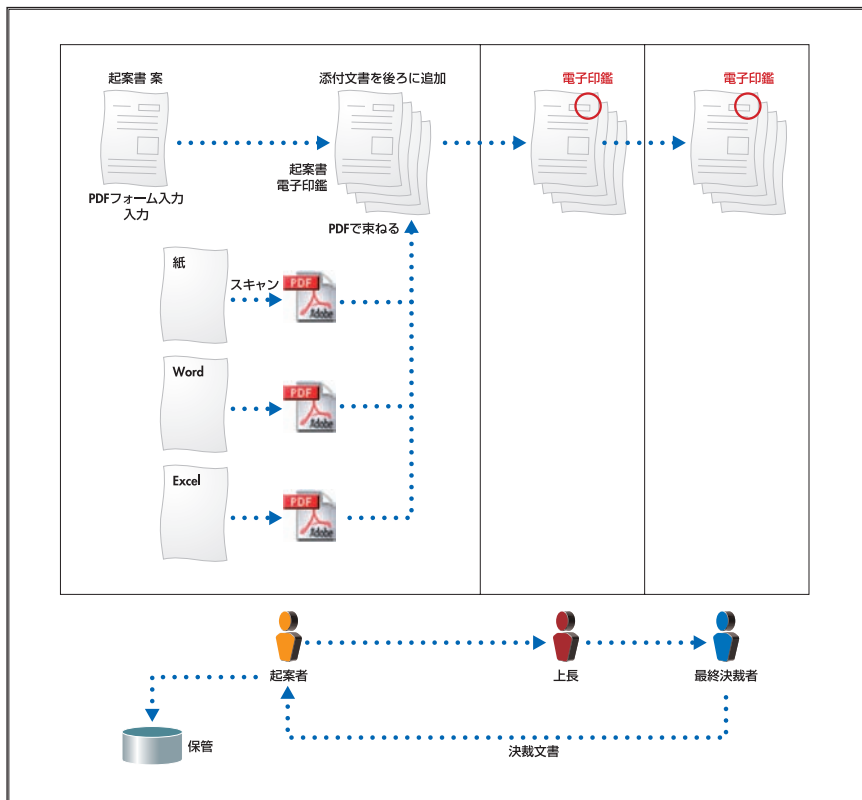 起案書 案
添付文書を後ろに追加
電子印鑑
電子印鑑
起案書
電子印鑑
PDFフォーム入力
入力
PDFで束ねる
紙
スキャン
PDF
Adobe
Word
PDF
Adobe
Excel
PDF
Adobe
起案者
上長
最終決裁者
保管
決裁文書